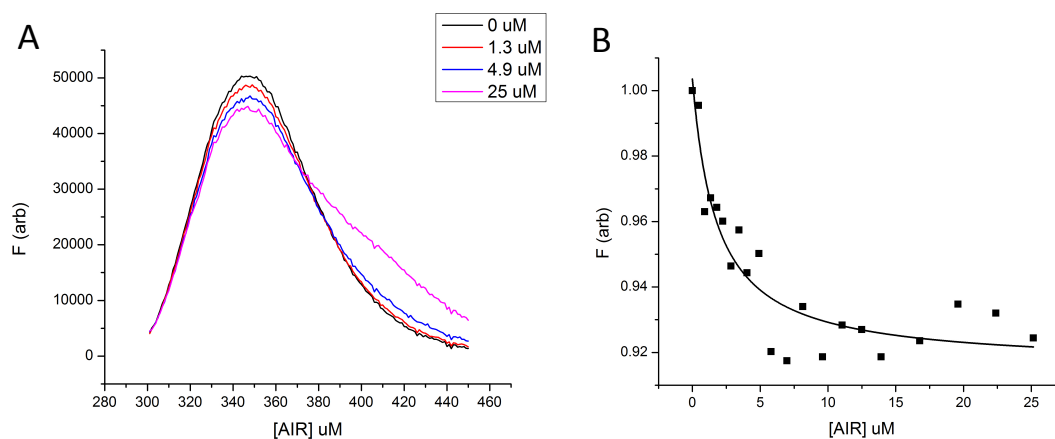 A
0 uM
1.3 uM
4.9 uM
25 uM
F (arb)
50000
40000
30000
20000
10000
0
280 300 320 340 360 380 400 420 440 460
[AIR] uM
B
F (arb)
1.00
0.98
0.96
0.94
0.92
0 5 10 15 20 25
[AIR] uM